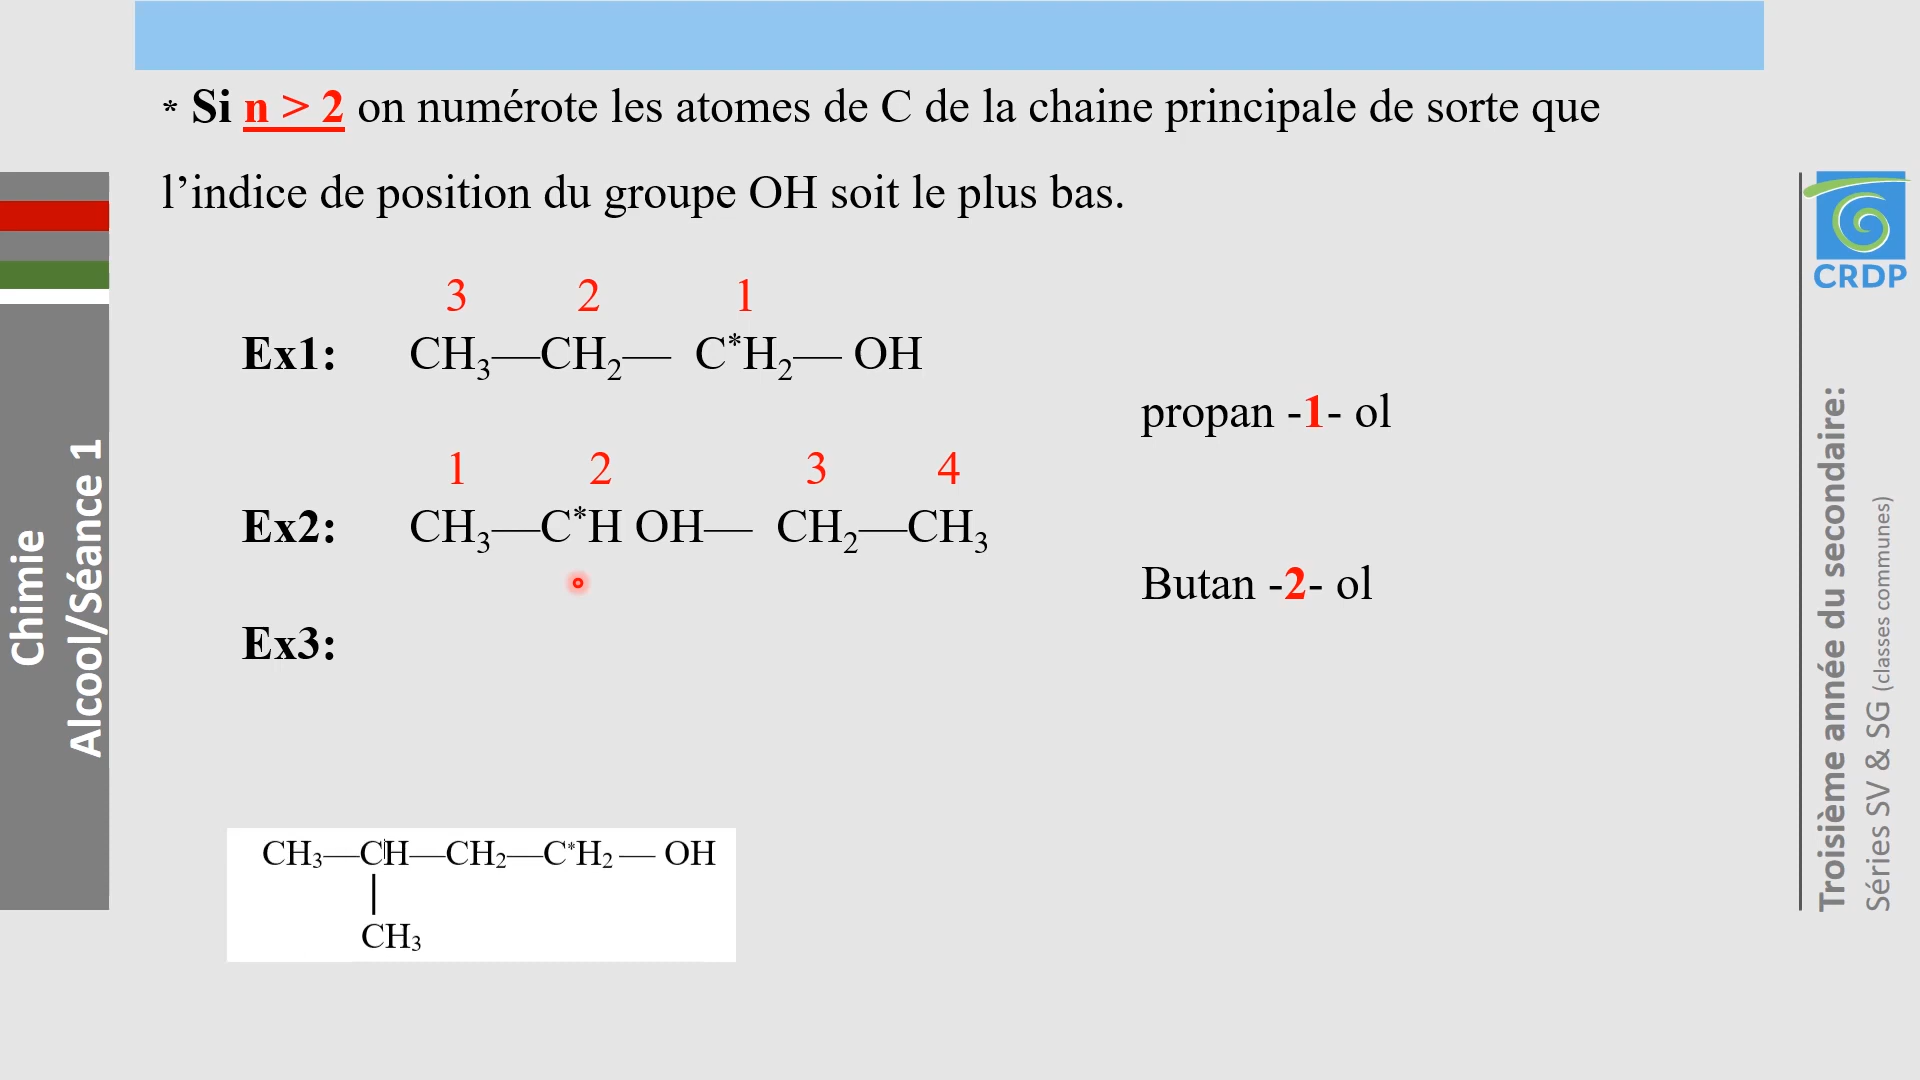 * Si n > 2 on numérote les atomes de C de la chaine principale de sorte que
l’indice de position du groupe OH soit le plus bas.
3 2 1
Ex1: CH₃—CH₂— C*H₂— OH
propan -1- ol
1 2 3 4
Ex2: CH₃—C*H OH— CH₂—CH₃
Butan -2- ol
Ex3:
CH₃—CH—CH₂—C*H₂— OH
|
CH₃
Chimie
Alcool/Séance 1
CRDP
Troisième année du secondaire:
Séries SV & SG (classes communes)